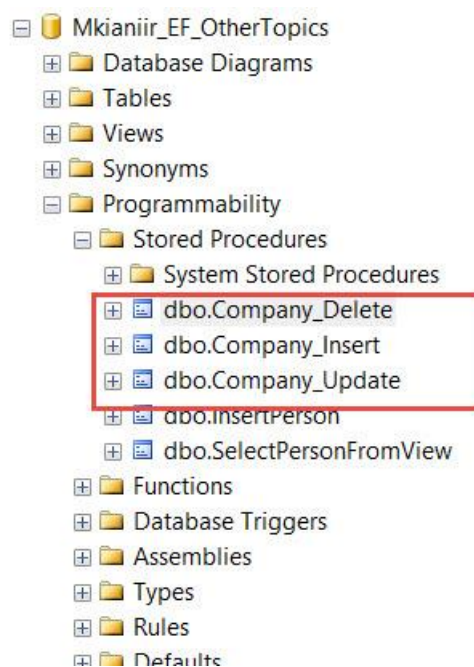 Mkianiir_EF_OtherTopics
Database Diagrams
Tables
Views
Synonyms
Programmability
Stored Procedures
System Stored Procedures
dbo.Company_Delete
dbo.Company_Insert
dbo.Company_Update
dbo.InsertPerson
dbo.SelectPersonFromView
Functions
Database Triggers
Assemblies
Types
Rules
Defaults